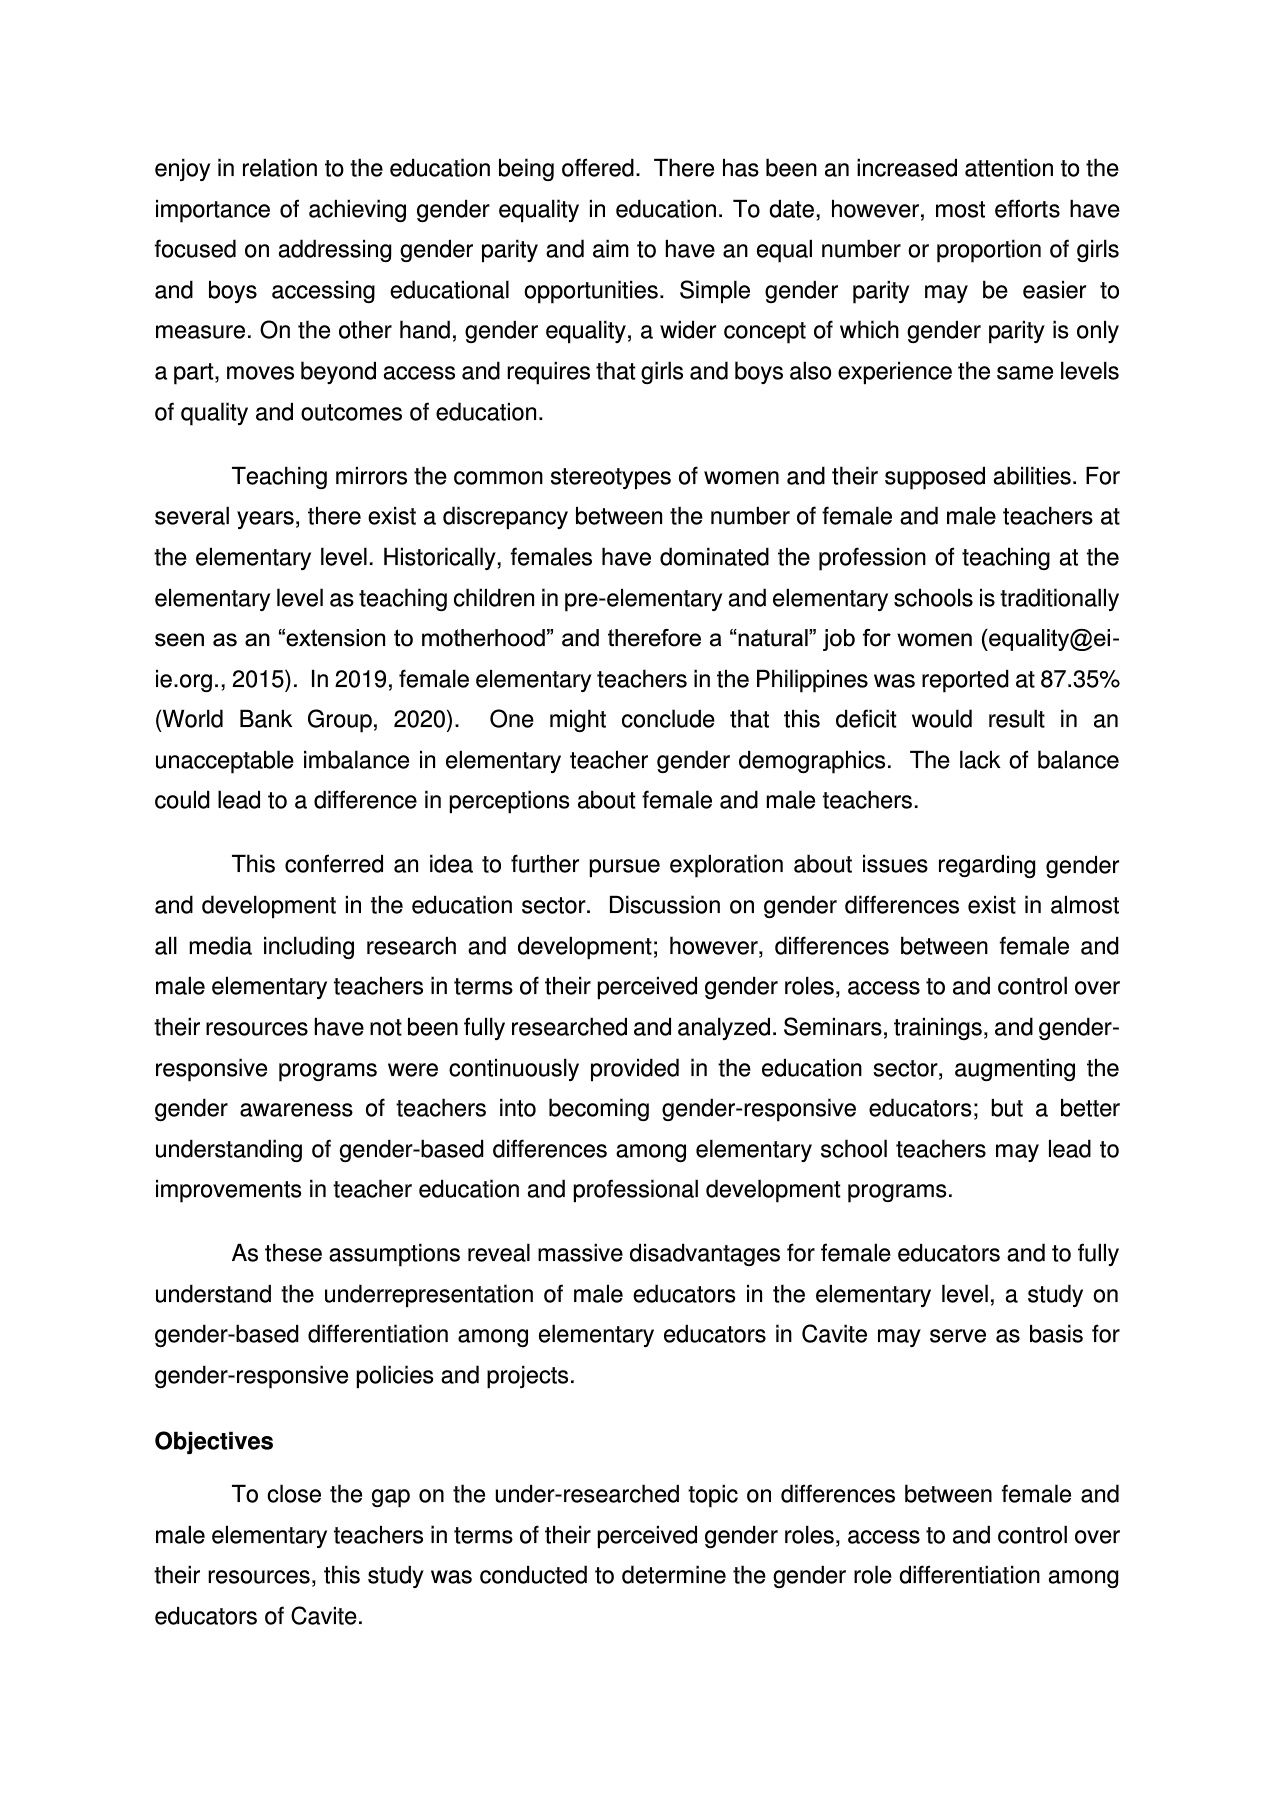 enjoy in relation to the education being offered.  There has been an increased attention to the
importance of achieving gender equality in education. To date, however, most efforts have
focused on addressing gender parity and aim to have an equal number or proportion of girls
and boys accessing educational opportunities. Simple gender parity may be easier to
measure. On the other hand, gender equality, a wider concept of which gender parity is only
a part, moves beyond access and requires that girls and boys also experience the same levels
of quality and outcomes of education.
Teaching mirrors the common stereotypes of women and their supposed abilities. For
several years, there exist a discrepancy between the number of female and male teachers at
the elementary level. Historically, females have dominated the profession of teaching at the
elementary level as teaching children in pre-elementary and elementary schools is traditionally
seen as an “extension to motherhood” and therefore a “natural” job for women (equality@ei-
ie.org., 2015).  In 2019, female elementary teachers in the Philippines was reported at 87.35%
(World Bank Group, 2020).  One might conclude that this deficit would result in an
unacceptable imbalance in elementary teacher gender demographics.  The lack of balance
could lead to a difference in perceptions about female and male teachers.
This conferred an idea to further pursue exploration about issues regarding gender
and development in the education sector.  Discussion on gender differences exist in almost
all media including research and development; however, differences between female and
male elementary teachers in terms of their perceived gender roles, access to and control over
their resources have not been fully researched and analyzed. Seminars, trainings, and gender-
responsive programs were continuously provided in the education sector, augmenting the
gender awareness of teachers into becoming gender-responsive educators; but a better
understanding of gender-based differences among elementary school teachers may lead to
improvements in teacher education and professional development programs.
As these assumptions reveal massive disadvantages for female educators and to fully
understand the underrepresentation of male educators in the elementary level, a study on
gender-based differentiation among elementary educators in Cavite may serve as basis for
gender-responsive policies and projects.
Objectives
To close the gap on the under-researched topic on differences between female and
male elementary teachers in terms of their perceived gender roles, access to and control over
their resources, this study was conducted to determine the gender role differentiation among
educators of Cavite.